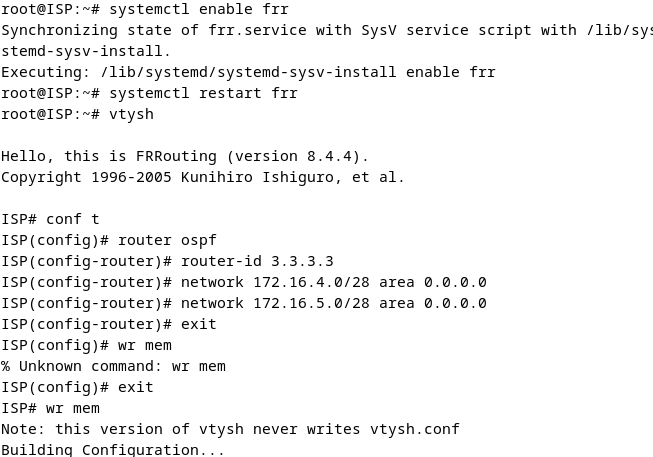 root@ISP:~# systemctl enable frr
Synchronizing state of frr.service with SysV service script with /lib/sys
stemd-sysv-install.
Executing: /lib/systemd/systemd-sysv-install enable frr
root@ISP:~# systemctl restart frr
root@ISP:~# vtysh
Hello, this is FRRouting (version 8.4.4).
Copyright 1996-2005 Kunihiro Ishiguro, et al.
ISP# conf t
ISP(config)# router ospf
ISP(config-router)# router-id 3.3.3.3
ISP(config-router)# network 172.16.4.0/28 area 0.0.0.0
ISP(config-router)# network 172.16.5.0/28 area 0.0.0.0
ISP(config-router)# exit
ISP(config)# wr mem
% Unknown command: wr mem
ISP(config)# exit
ISP# wr mem
Note: this version of vtysh never writes vtysh.conf
Building Configuration...